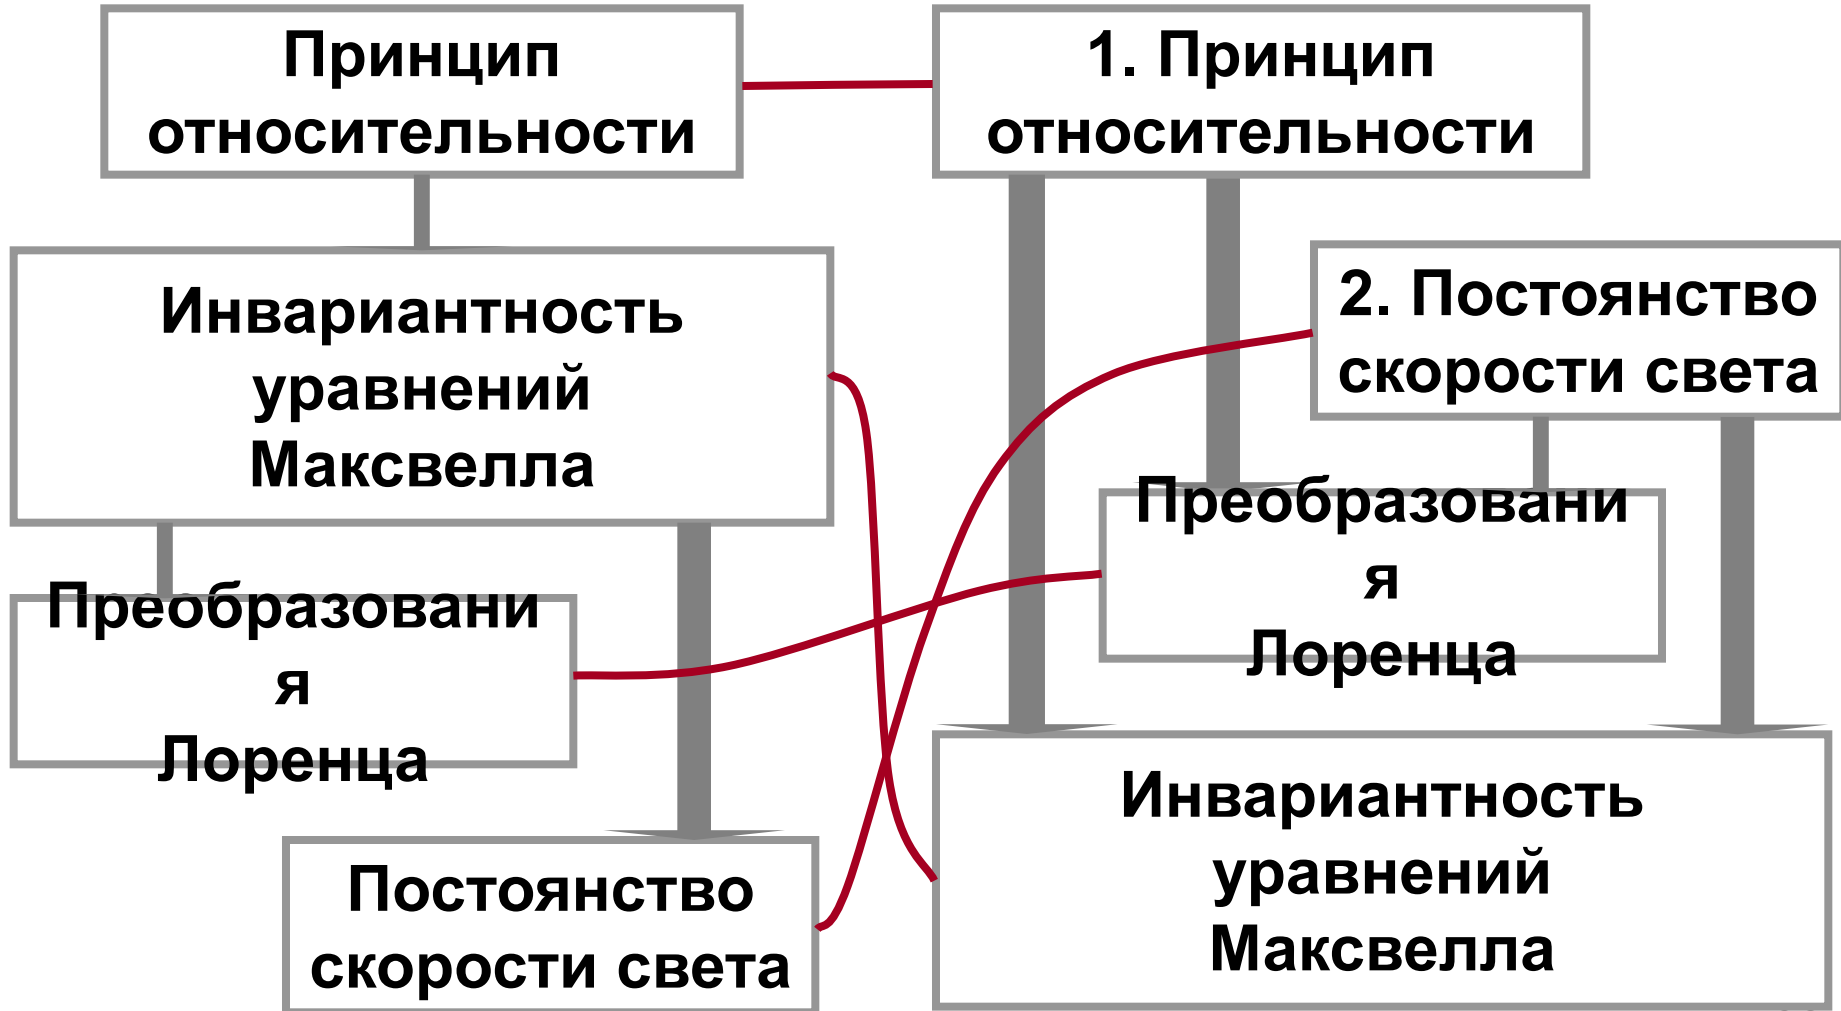 Принцип
относительности
Инвариантность
уравнений
Максвелла
Преобразовани
я
Лоренца
Постоянство
скорости света
1. Принцип
относительности
2. Постоянство
скорости света
Преобразовани
я
Лоренца
Инвариантность
уравнений
Максвелла